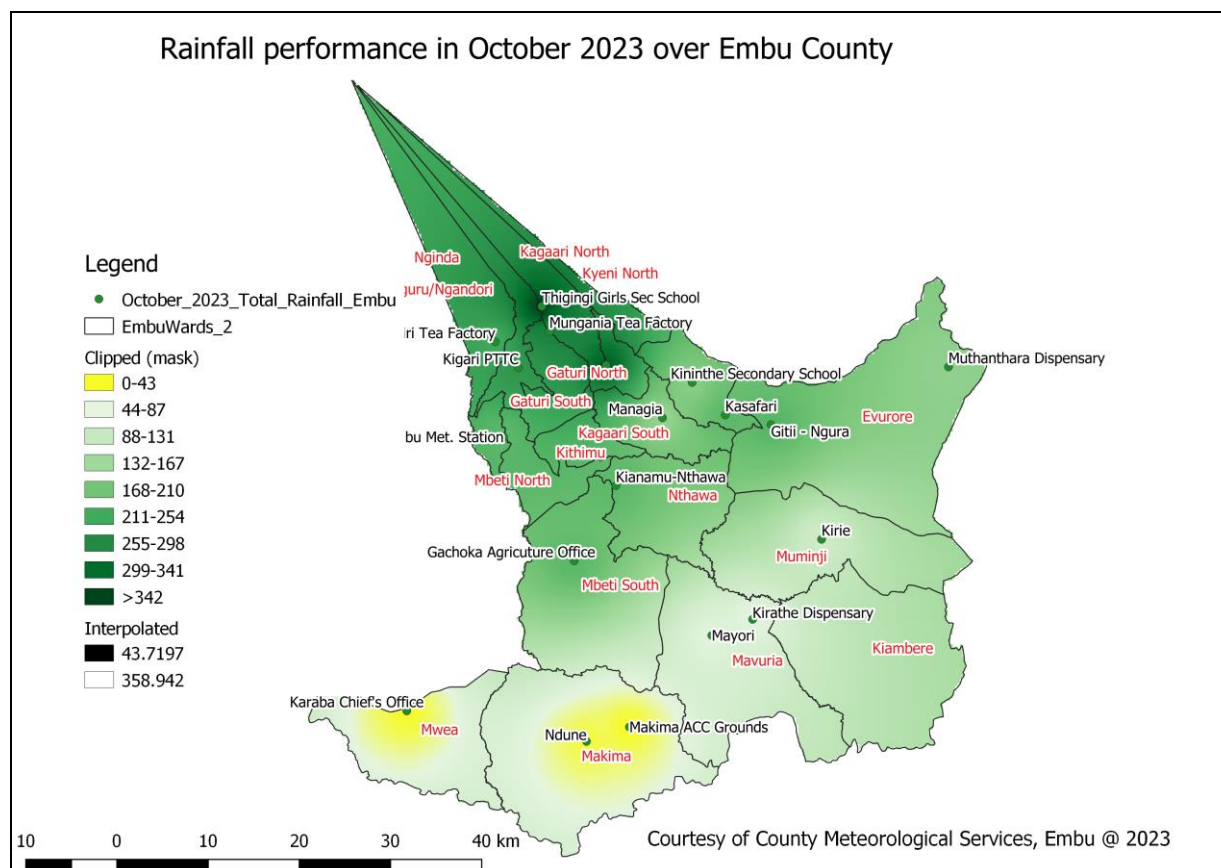 Rainfall performance in October 2023 over Embu County
Legend
October_2023_Total_Rainfall_Embu
EmbuWards_2
Clipped (mask)
0-43
44-87
88-131
132-167
168-210
211-254
255-298
299-341
>342
Interpolated
43.7197
358.942
Nginda
Kagaari North
Kyeni North
guru/Ngandori
Thigingi Girls Sec School
Mungania Tea Factory
iri Tea Factory
Kigari PTTC
Gaturi North
Kininthe Secondary School
Muthanthara Dispensary
Gaturi South
Managia
Kasafari
Evurore
Gitii - Ngura
Kagaari South
bu Met. Station
Kithimu
Mbeti North
Kianamu-Nthawa
Nthawa
Kirie
Muminji
Gachoka Agricuture Office
Mbeti South
Kirathe Dispensary
Mayori
Mavuria
Kiambere
Karaba Chief's Office
Mwea
Ndune
Makima ACC Grounds
Makima
10 0 10 20 30 40 km
Courtesy of County Meteorological Services, Embu @ 2023